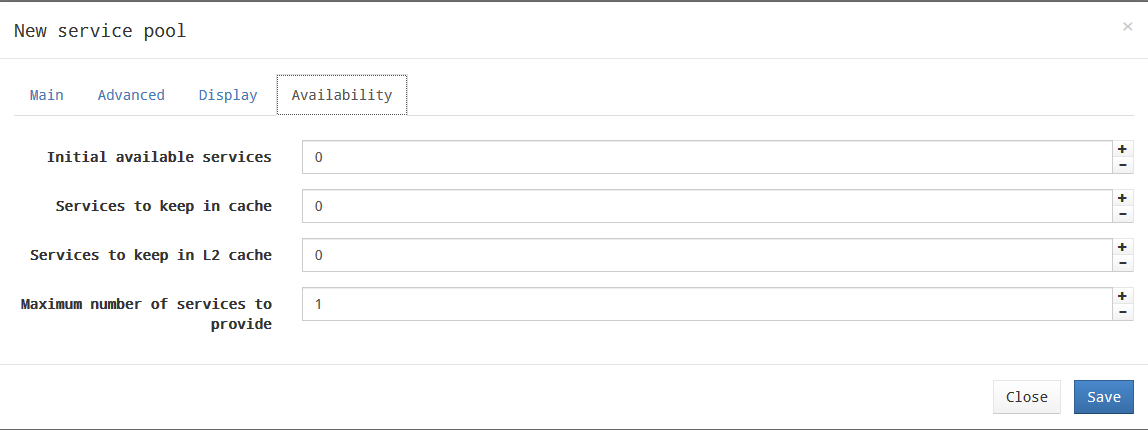 New service pool ×
Main Advanced Display Availability
Initial available services 0 + -
Services to keep in cache 0 + -
Services to keep in L2 cache 0 + -
Maximum number of services to 1 + -
provide
Close Save